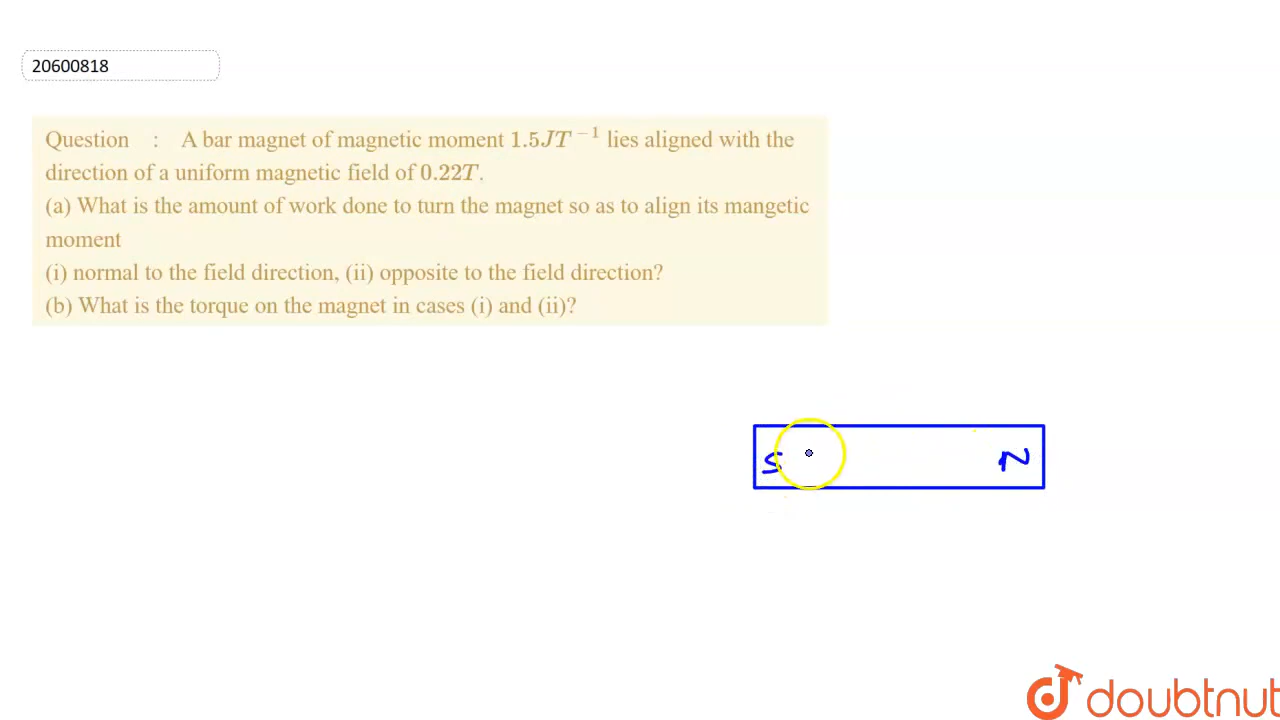 20600818
Question : A bar magnet of magnetic moment 1.5JT⁻¹ lies aligned with the
direction of a uniform magnetic field of 0.22T.
(a) What is the amount of work done to turn the magnet so as to align its mangetic
moment
(i) normal to the field direction, (ii) opposite to the field direction?
(b) What is the torque on the magnet in cases (i) and (ii)?
S N
doubtnut